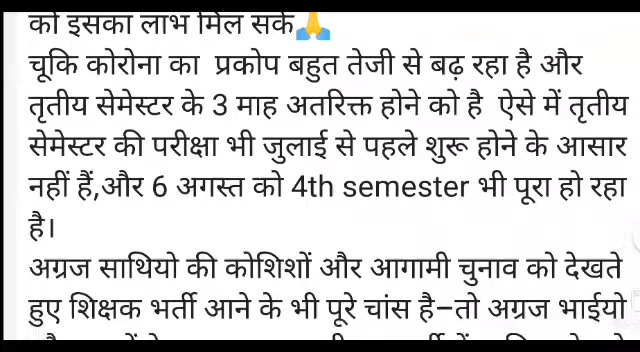 को इसका लाभ मिल सके🙏
चूकि कोरोना का प्रकोप बहुत तेजी से बढ़ रहा है और
तृतीय सेमेस्टर के 3 माह अतरिक्त होने को है ऐसे में तृतीय
सेमेस्टर की परीक्षा भी जुलाई से पहले शुरू होने के आसार
नहीं हैं,और 6 अगस्त को 4th semester भी पूरा हो रहा
है।
अग्रज साथियो की कोशिशों और आगामी चुनाव को देखते
हुए शिक्षक भर्ती आने के भी पूरे चांस है–तो अग्रज भाईयो